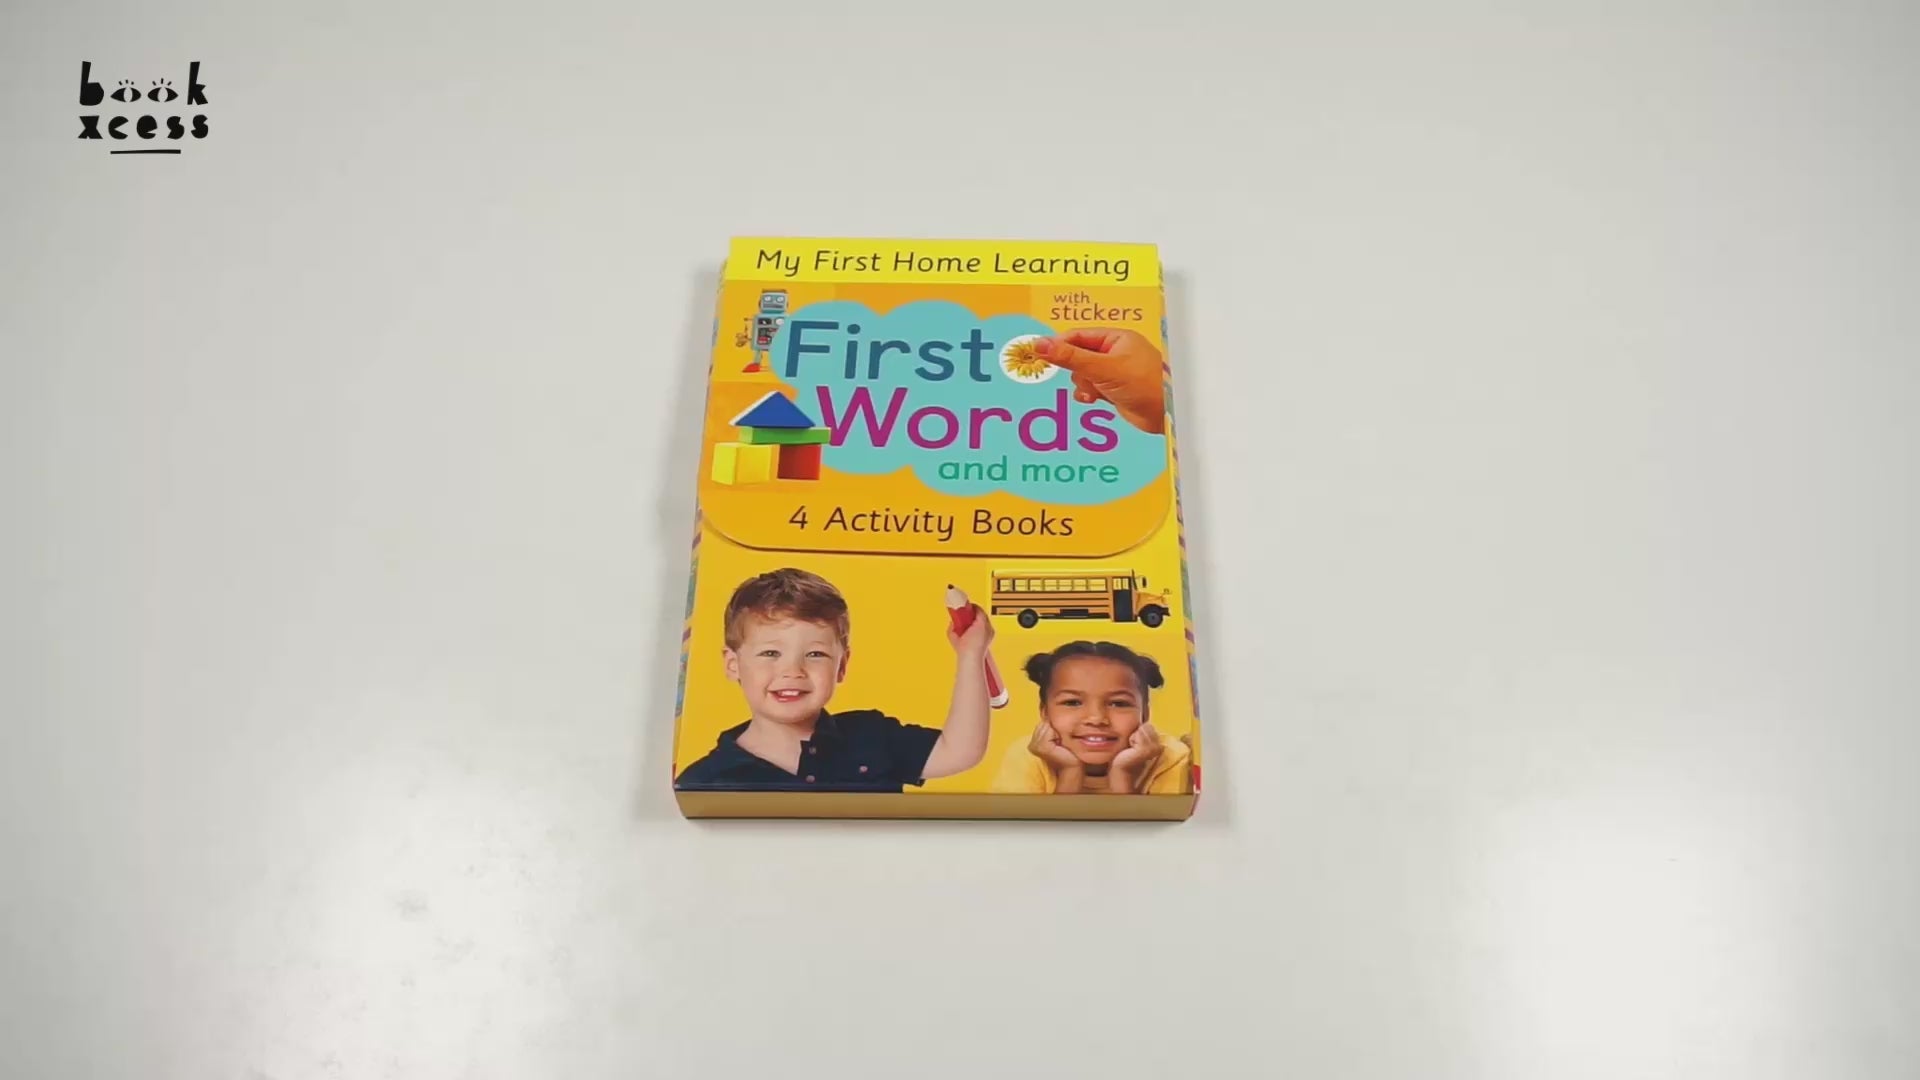 book
xcess
My First Home Learning
with
stickers
First
Words
and more
4 Activity Books